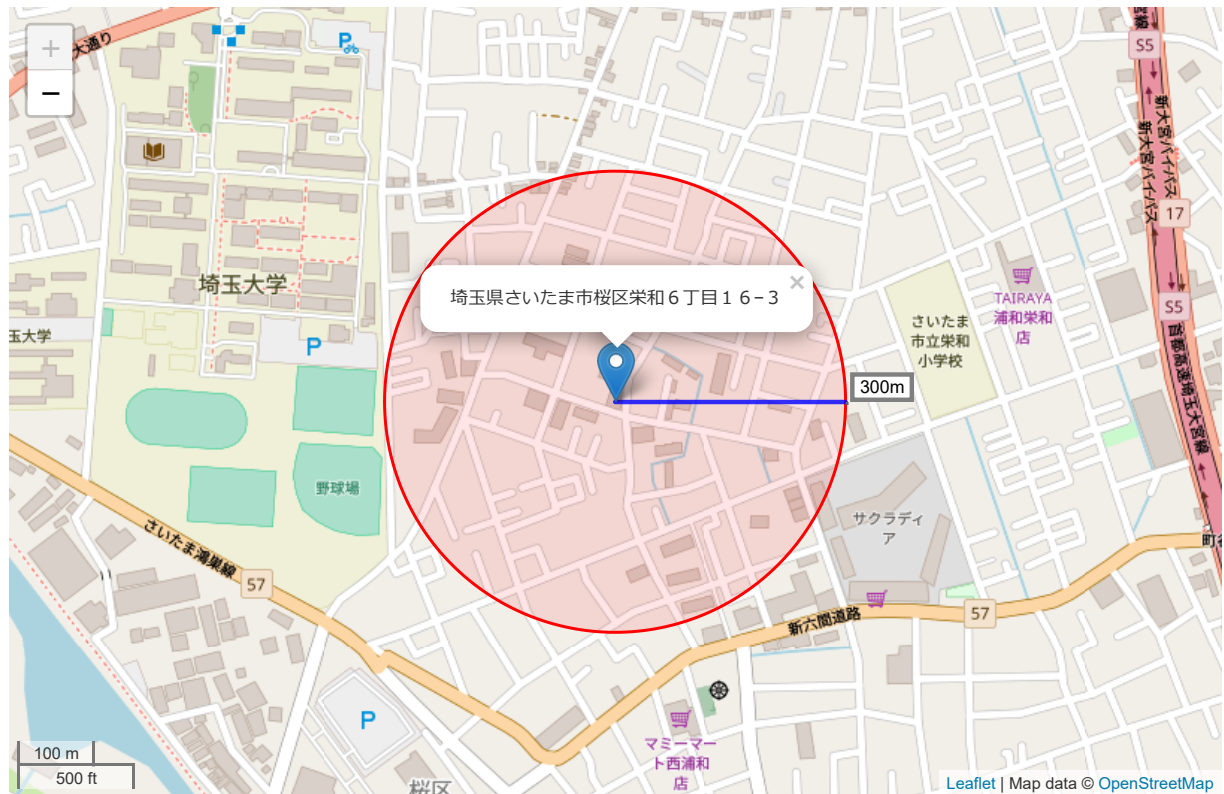 大通り
P
+
−
S5
新大宮バイパス
新大宮バイパス
17
埼玉大学
埼玉県さいたま市桜区栄和６丁目１６−３
×
TAIRAYA
浦和栄和
店
S5
さいたま
市立栄和
小学校
玉大学
P
首都高速埼玉大宮線
300m
野球場
サクラディ
ア
さいたま鴻巣線
57
町谷
57
新六間道路
P
マミーマー
ト西浦和
店
100 m
500 ft
桜区
Leaflet | Map data © OpenStreetMap